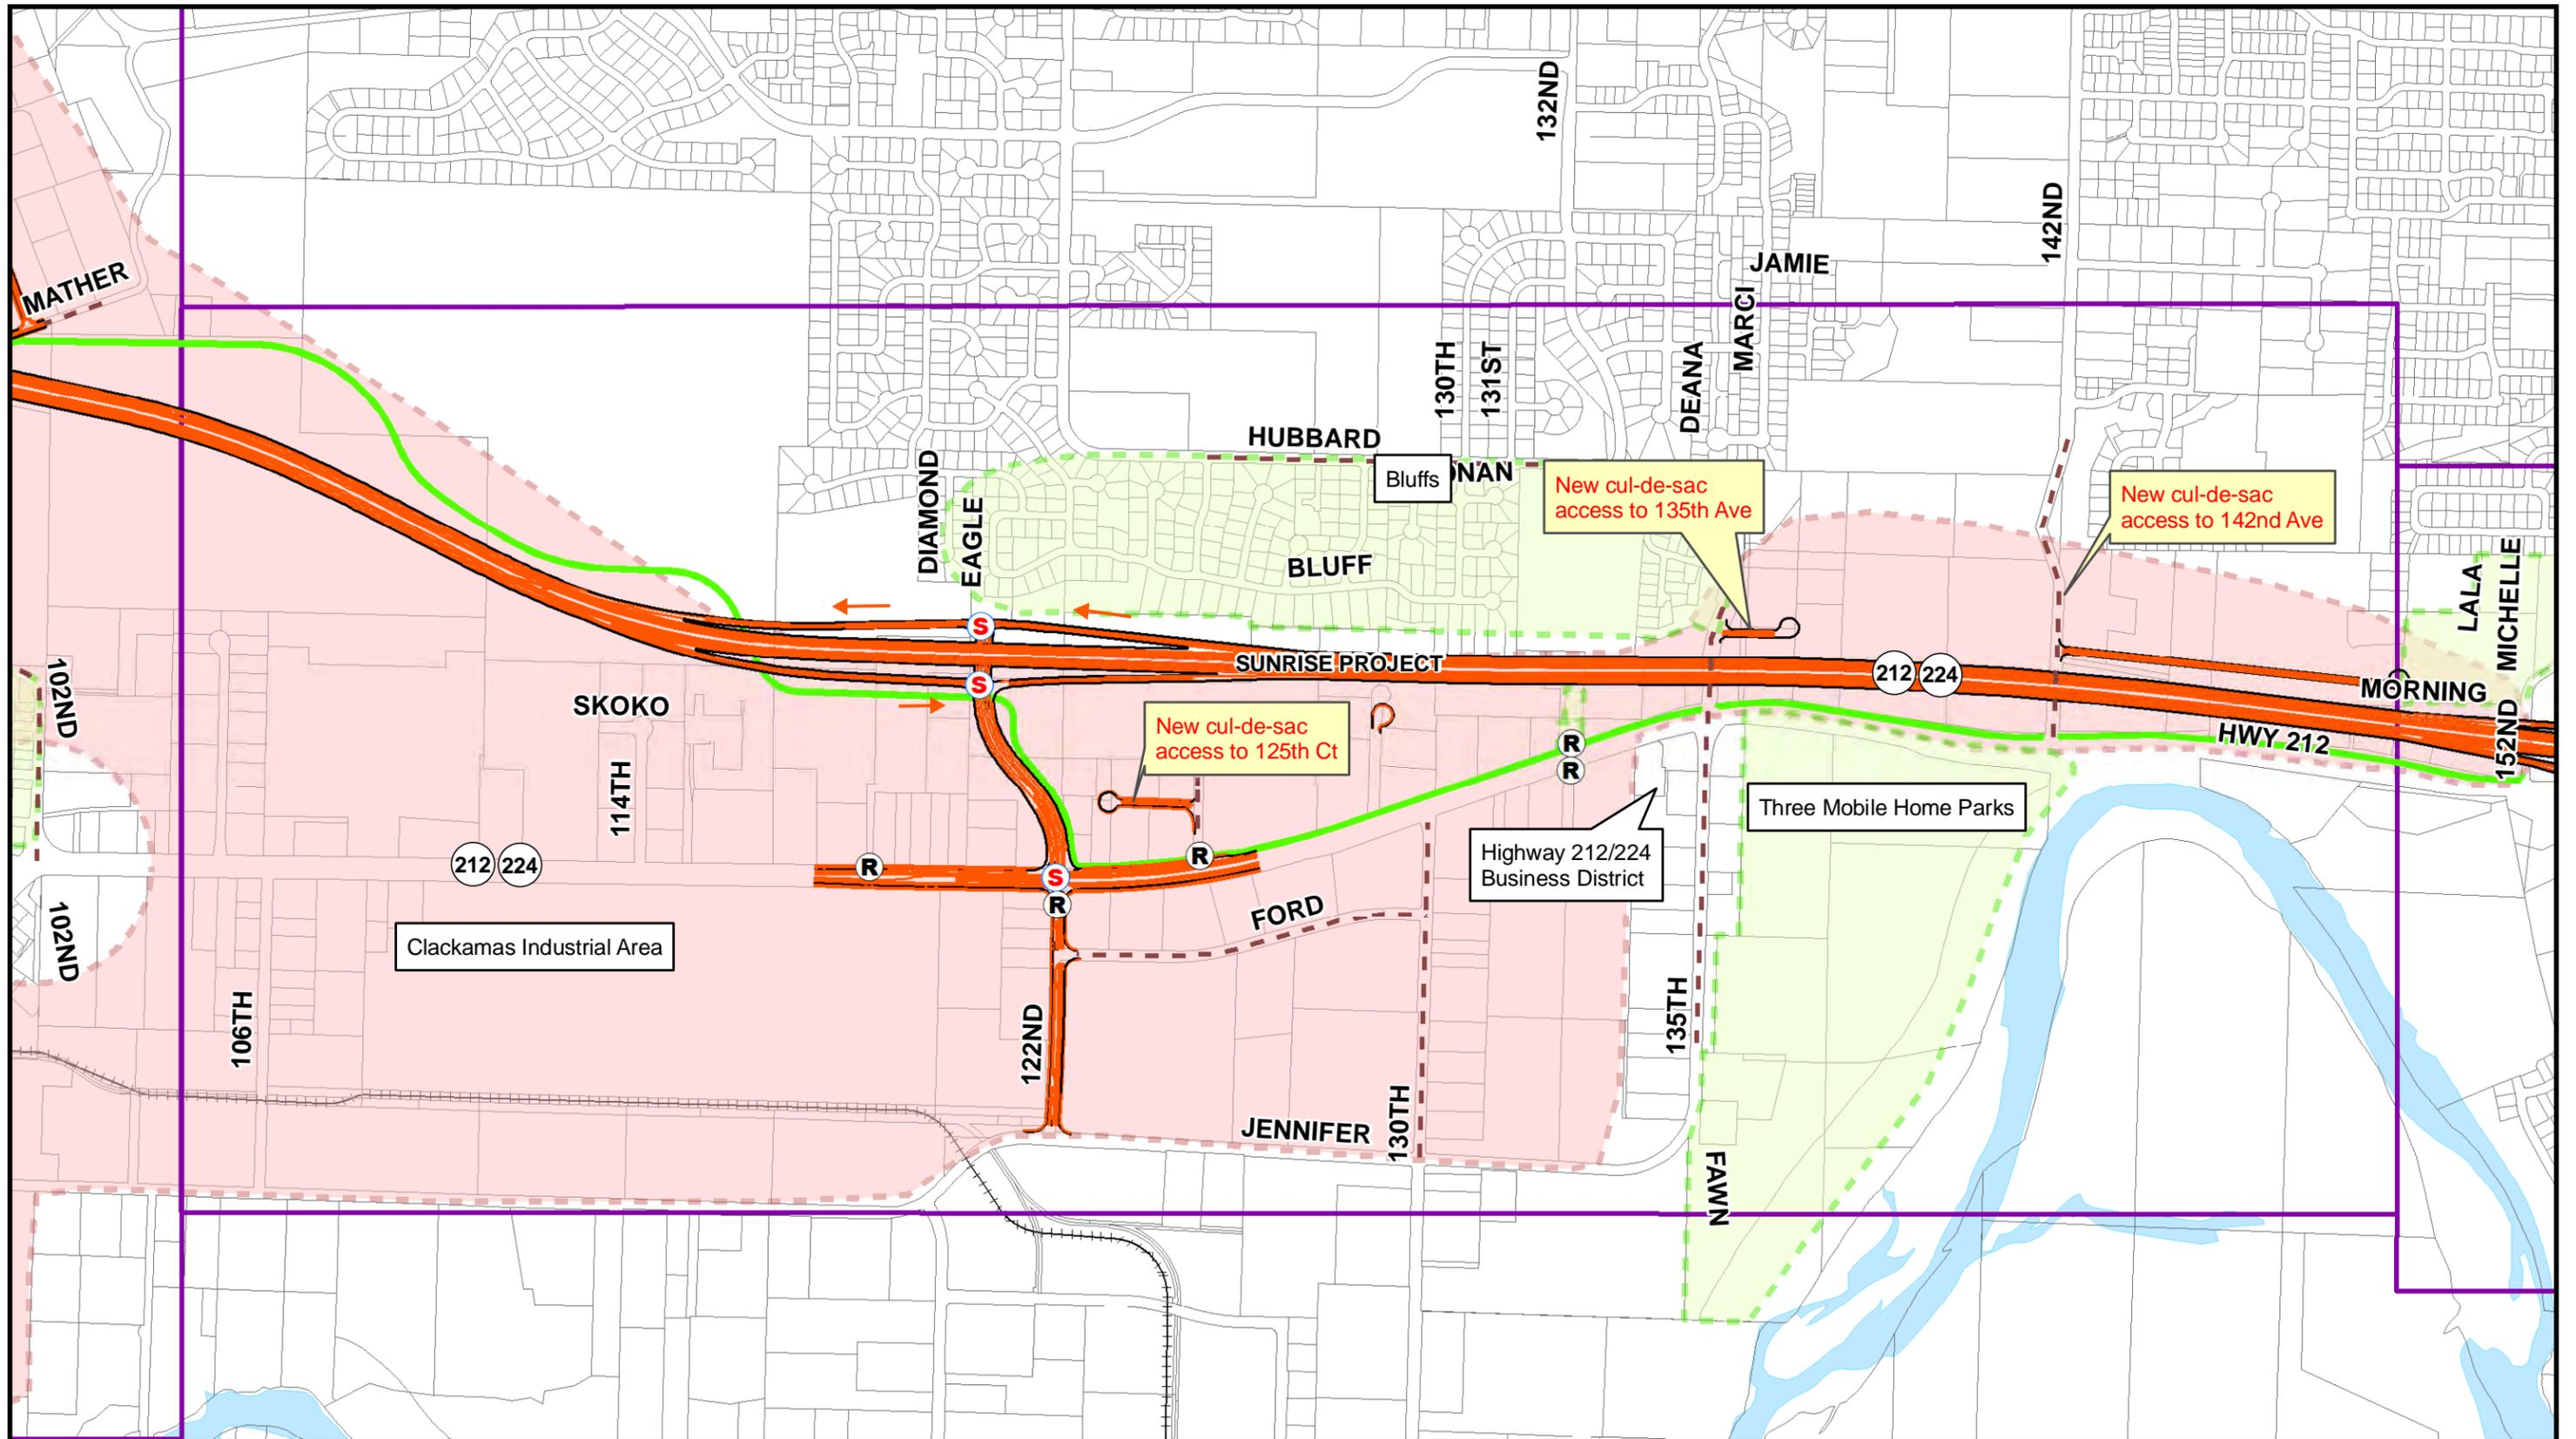 132ND
142ND
MATHER
JAMIE
MARCI
130TH
131ST
DEANA
HUBBARD
DIAMOND
EAGLE
Bluffs
NAN
New cul-de-sac
access to 135th Ave
New cul-de-sac
access to 142nd Ave
BLUFF
LALA
MICHELLE
S
SUNRISE PROJECT
212 224
S
MORNING
102ND
SKOKO
New cul-de-sac
access to 125th Ct
R
R
HWY 212
152ND
114TH
Three Mobile Home Parks
Highway 212/224
Business District
212 224
R
S
R
R
FORD
102ND
Clackamas Industrial Area
106TH
122ND
135TH
JENNIFER
130TH
FAWN